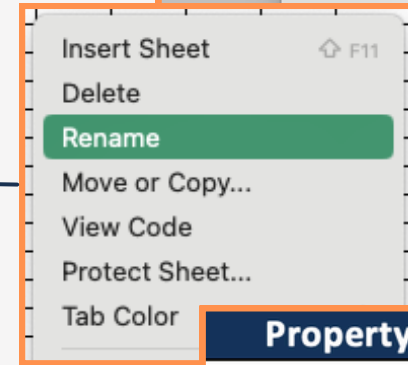 Insert Sheet ⇧ F11
Delete
Rename
Move or Copy...
View Code
Protect Sheet...
Tab Color
Property